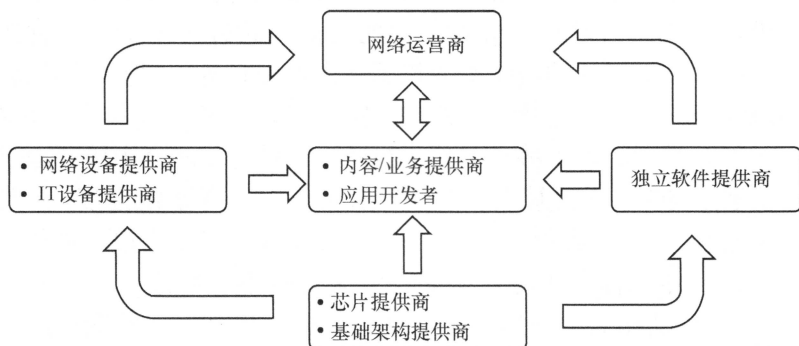 网络运营商
• 网络设备提供商
• IT设备提供商
• 内容/业务提供商
• 应用开发者
独立软件提供商
• 芯片提供商
• 基础架构提供商